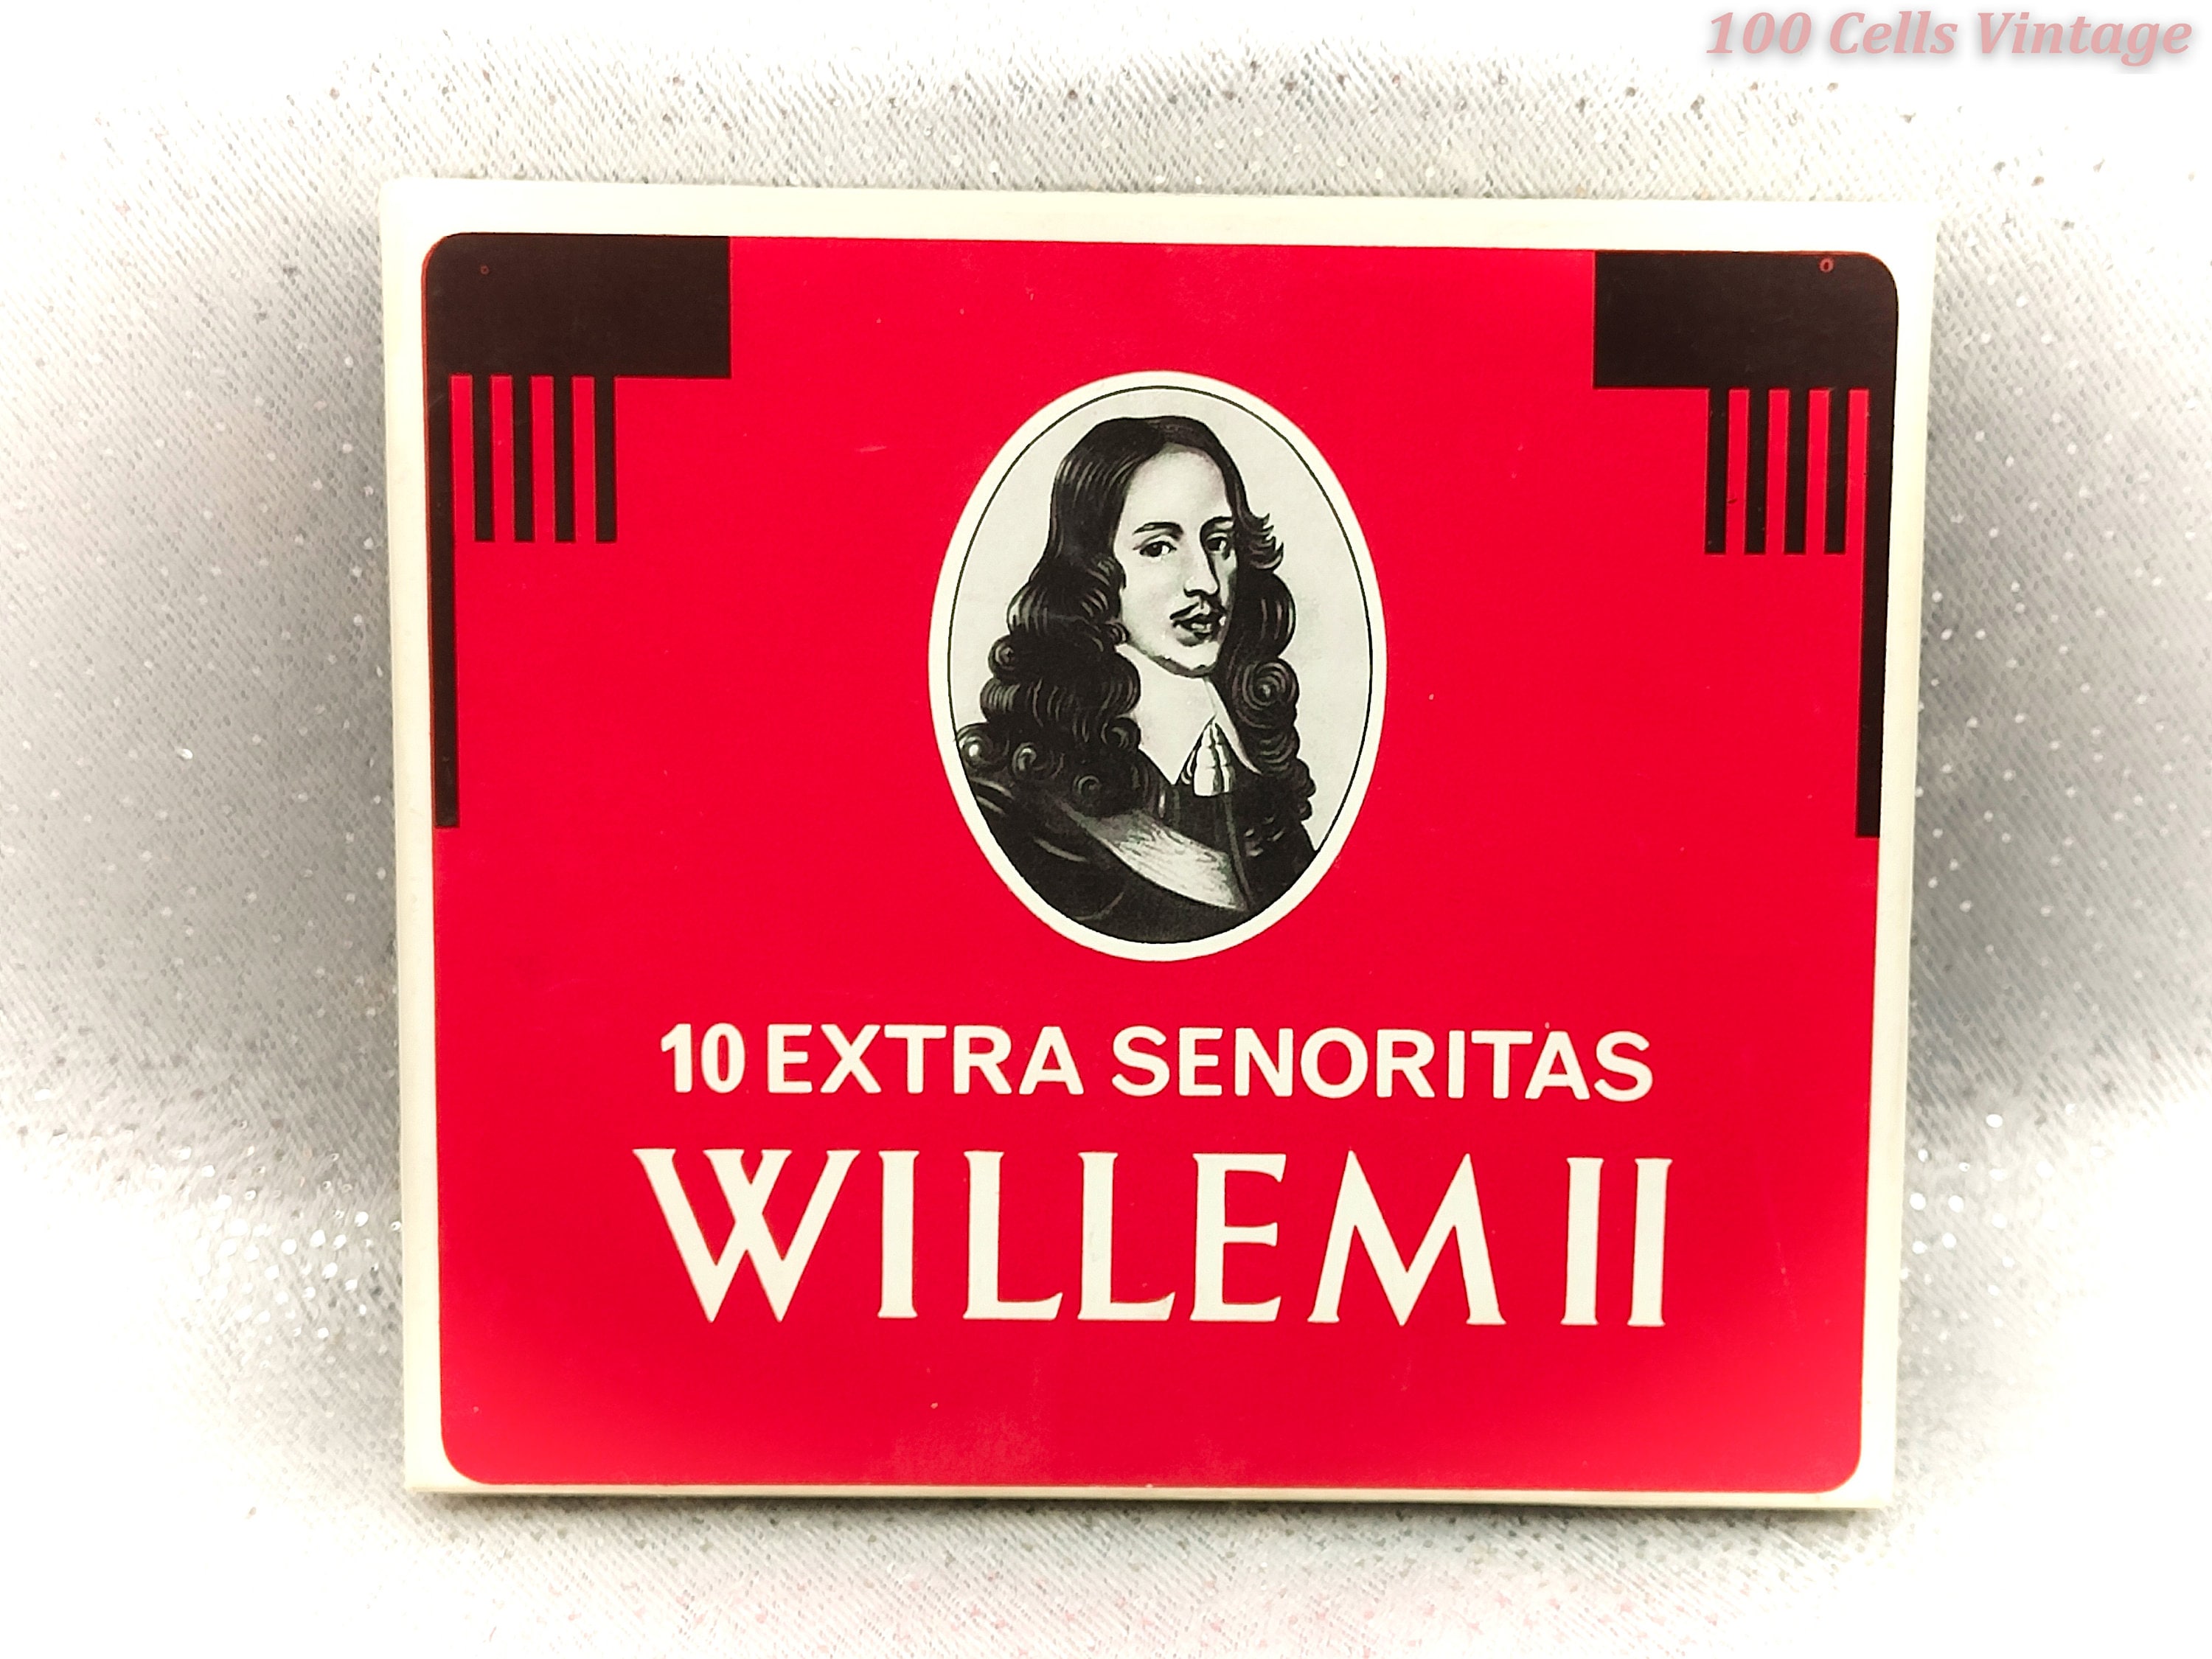 100 Cells Vintage
10 EXTRA SENORITAS
WILLEM II